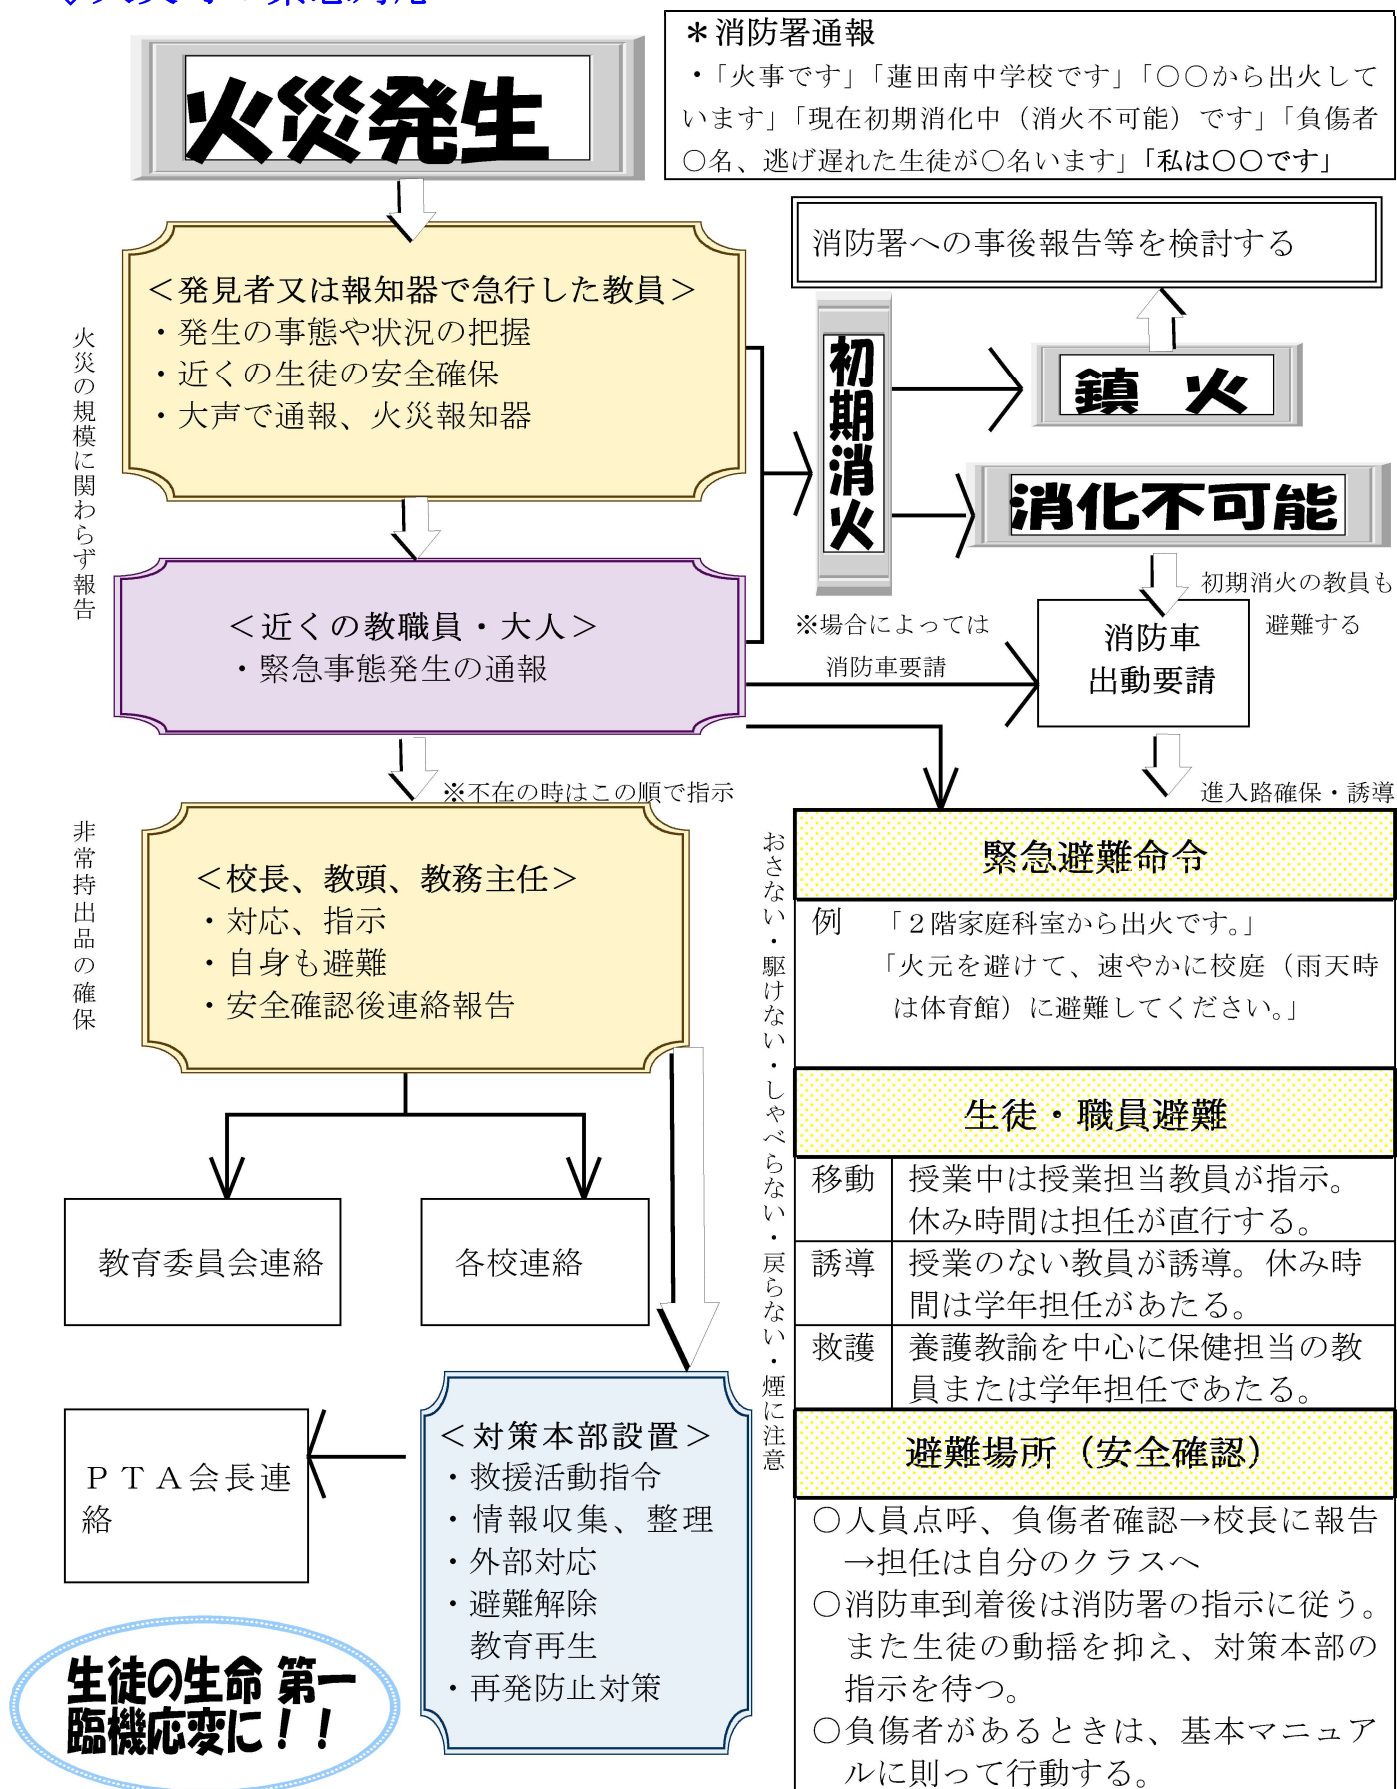 火災発生
＊消防署通報
・「火事です」「蓮田南中学校です」「〇〇から出火して
います」「現在初期消化中（消火不可能）です」「負傷者
〇名、逃げ遅れた生徒が〇名います」「私は〇〇です」
消防署への事後報告等を検討する
火災の規模に関わらず報告
＜発見者又は報知器で急行した教員＞
・発生の事態や状況の把握
・近くの生徒の安全確保
・大声で通報、火災報知器
初期消火
鎮 火
消化不可能
初期消火の教員も
避難する
＜近くの教職員・大人＞
・緊急事態発生の通報
※場合によっては
消防車要請
消防車
出動要請
進入路確保・誘導
※不在の時はこの順で指示
非常持出品の確保
＜校長、教頭、教務主任＞
・対応、指示
・自身も避難
・安全確認後連絡報告
教育委員会連絡
各校連絡
＜対策本部設置＞
・救援活動指令
・情報収集、整理
・外部対応
・避難解除
教育再生
・再発防止対策
ＰＴＡ会長連
絡
生徒の生命 第一
臨機応変に！！
おさない・駆けない・しゃべらない・戻らない・煙に注意
緊急避難命令
例 「２階家庭科室から出火です。」
「火元を避けて、速やかに校庭（雨天時
は体育館）に避難してください。」
生徒・職員避難
移動 授業中は授業担当教員が指示。
休み時間は担任が直行する。
誘導 授業のない教員が誘導。休み時
間は学年担任があたる。
救護 養護教諭を中心に保健担当の教
員または学年担任であたる。
避難場所（安全確認）
〇人員点呼、負傷者確認→校長に報告
→担任は自分のクラスへ
〇消防車到着後は消防署の指示に従う。
また生徒の動揺を抑え、対策本部の
指示を待つ。
〇負傷者があるときは、基本マニュア
ルに則って行動する。